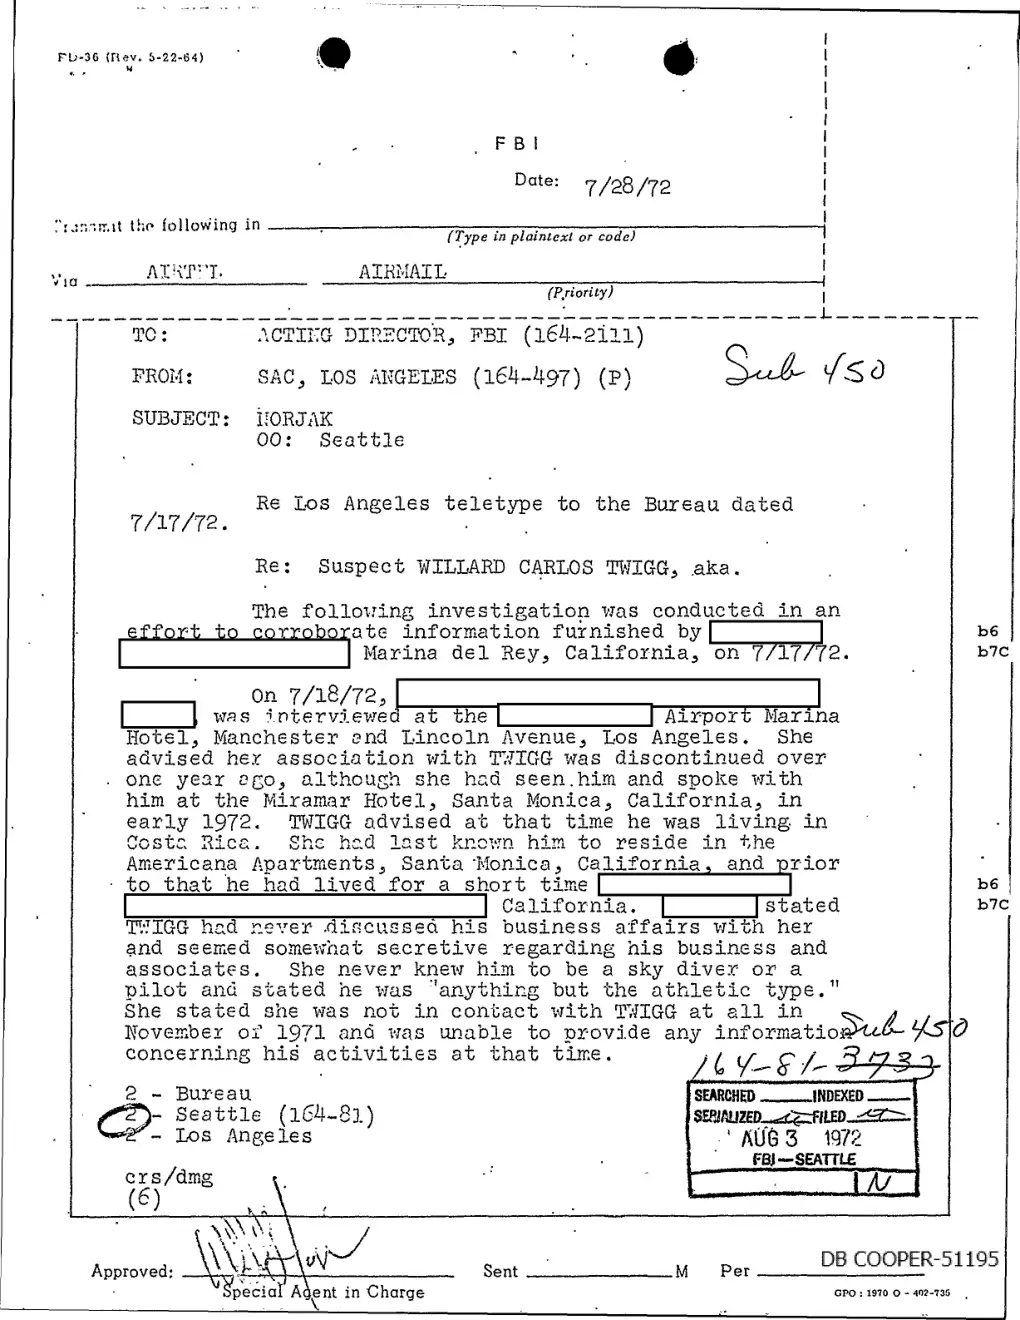 FD-36 (Rev. 5-22-64)
F B I
Date: 7/28/72
Transmit the following in
(Type in plaintext or code)
Via AIRTEL AIRMAIL
(Priority)
TO: ACTING DIRECTOR, FBI (164-2111)
FROM: SAC, LOS ANGELES (164-497) (P)
Sub 450
SUBJECT: NORJAK
OO: Seattle
Re Los Angeles teletype to the Bureau dated
7/17/72.
Re: Suspect WILLARD CARLOS TWIGG, aka.
The following investigation was conducted in an
effort to corroborate information furnished by
b6
Marina del Rey, California, on 7/17/72.
b7C
On 7/18/72,
was interviewed at the Airport Marina
Hotel, Manchester and Lincoln Avenue, Los Angeles. She
advised her association with TWIGG was discontinued over
one year ago, although she had seen him and spoke with
him at the Miramar Hotel, Santa Monica, California, in
early 1972. TWIGG advised at that time he was living in
Costa Rica. She had last known him to reside in the
Americana Apartments, Santa Monica, California, and prior
to that he had lived for a short time
b6
California. stated
b7C
TWIGG had never discussed his business affairs with her
and seemed somewhat secretive regarding his business and
associates. She never knew him to be a sky diver or a
pilot and stated he was "anything but the athletic type."
She stated she was not in contact with TWIGG at all in
November of 1971 and was unable to provide any information
Sub 450
concerning his activities at that time.
164-81-3733
2 - Bureau
2 - Seattle (164-81)
2 - Los Angeles
SEARCHED INDEXED
SERIALIZED FILED
AUG 3 1972
FBI—SEATTLE
N
crs/dmg
(6)
Approved: Sent M Per
Special Agent in Charge
DB COOPER-51195
GPO : 1970 O - 402-735